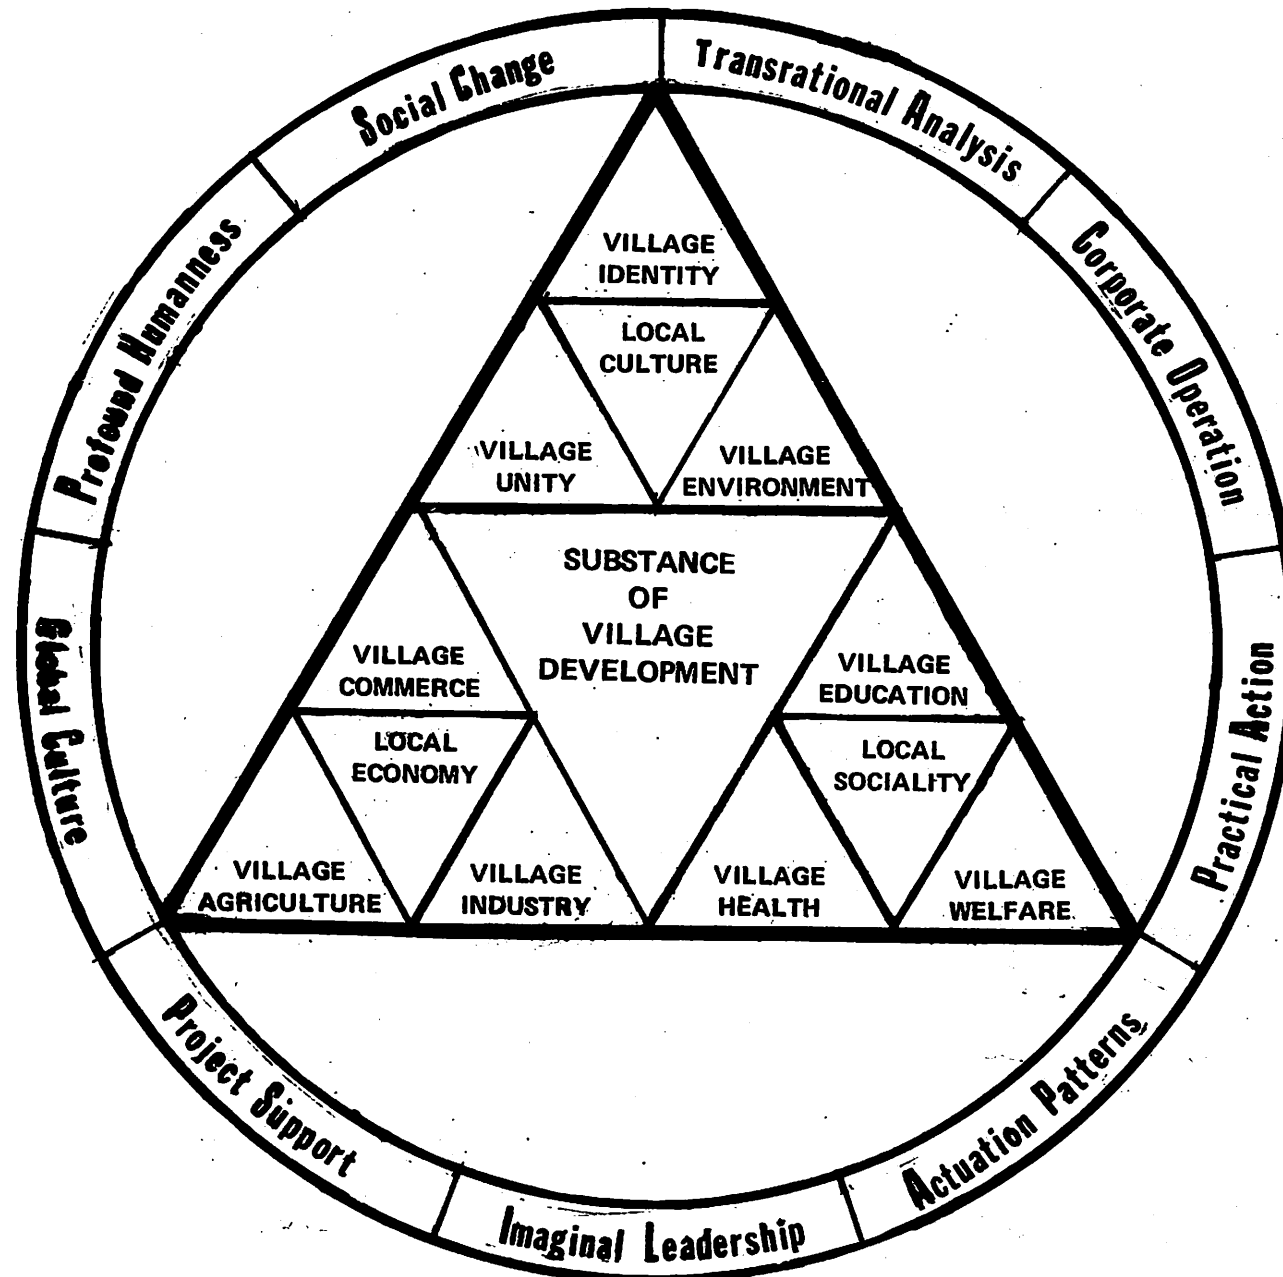 Social Change
Transrational Analysis
Corporate Operation
Practical Action
Actuation Patterns
Imaginal Leadership
Project Support
Global Culture
Profound Humanness
VILLAGE
IDENTITY
LOCAL
CULTURE
VILLAGE
UNITY
VILLAGE
ENVIRONMENT
SUBSTANCE
OF
VILLAGE
DEVELOPMENT
VILLAGE
COMMERCE
LOCAL
ECONOMY
VILLAGE
AGRICULTURE
VILLAGE
INDUSTRY
VILLAGE
EDUCATION
LOCAL
SOCIALITY
VILLAGE
HEALTH
VILLAGE
WELFARE